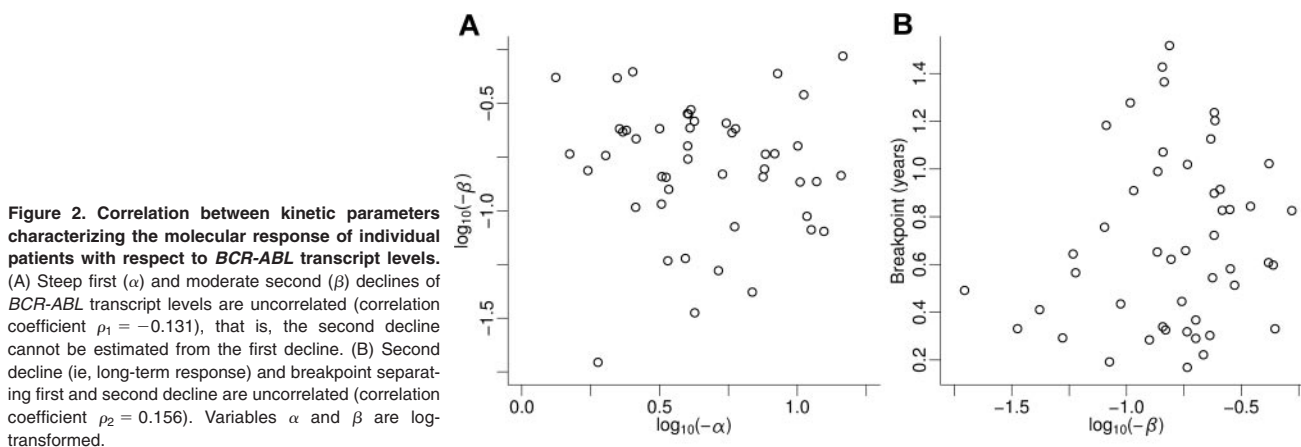 Figure 2. Correlation between kinetic parameters
characterizing the molecular response of individual
patients with respect to BCR-ABL transcript levels.
(A) Steep first (α) and moderate second (β) declines of
BCR-ABL transcript levels are uncorrelated (correlation
coefficient ρ1 = −0.131), that is, the second decline
cannot be estimated from the first decline. (B) Second
decline (ie, long-term response) and breakpoint separat-
ing first and second decline are uncorrelated (correlation
coefficient ρ2 = 0.156). Variables α and β are log-
transformed.
A
log10(−β)
−0.5
−1.0
−1.5
0.0 0.5 1.0
log10(−α)
B
Breakpoint (years)
1.4
1.2
1.0
0.8
0.6
0.4
0.2
−1.5 −1.0 −0.5
log10(−β)